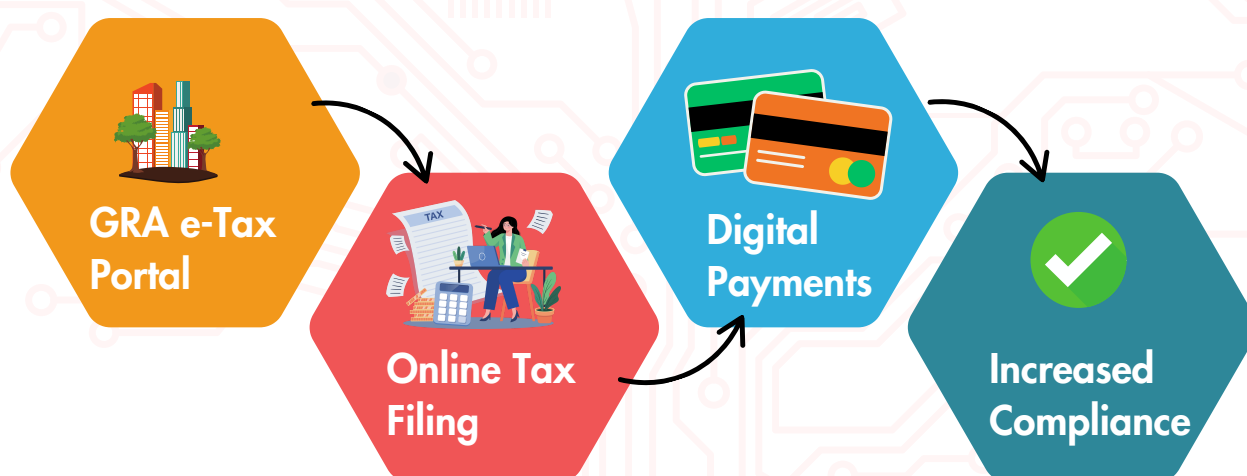 GRA e-Tax
Portal
TAX
Online Tax
Filing
Digital
Payments
Increased
Compliance